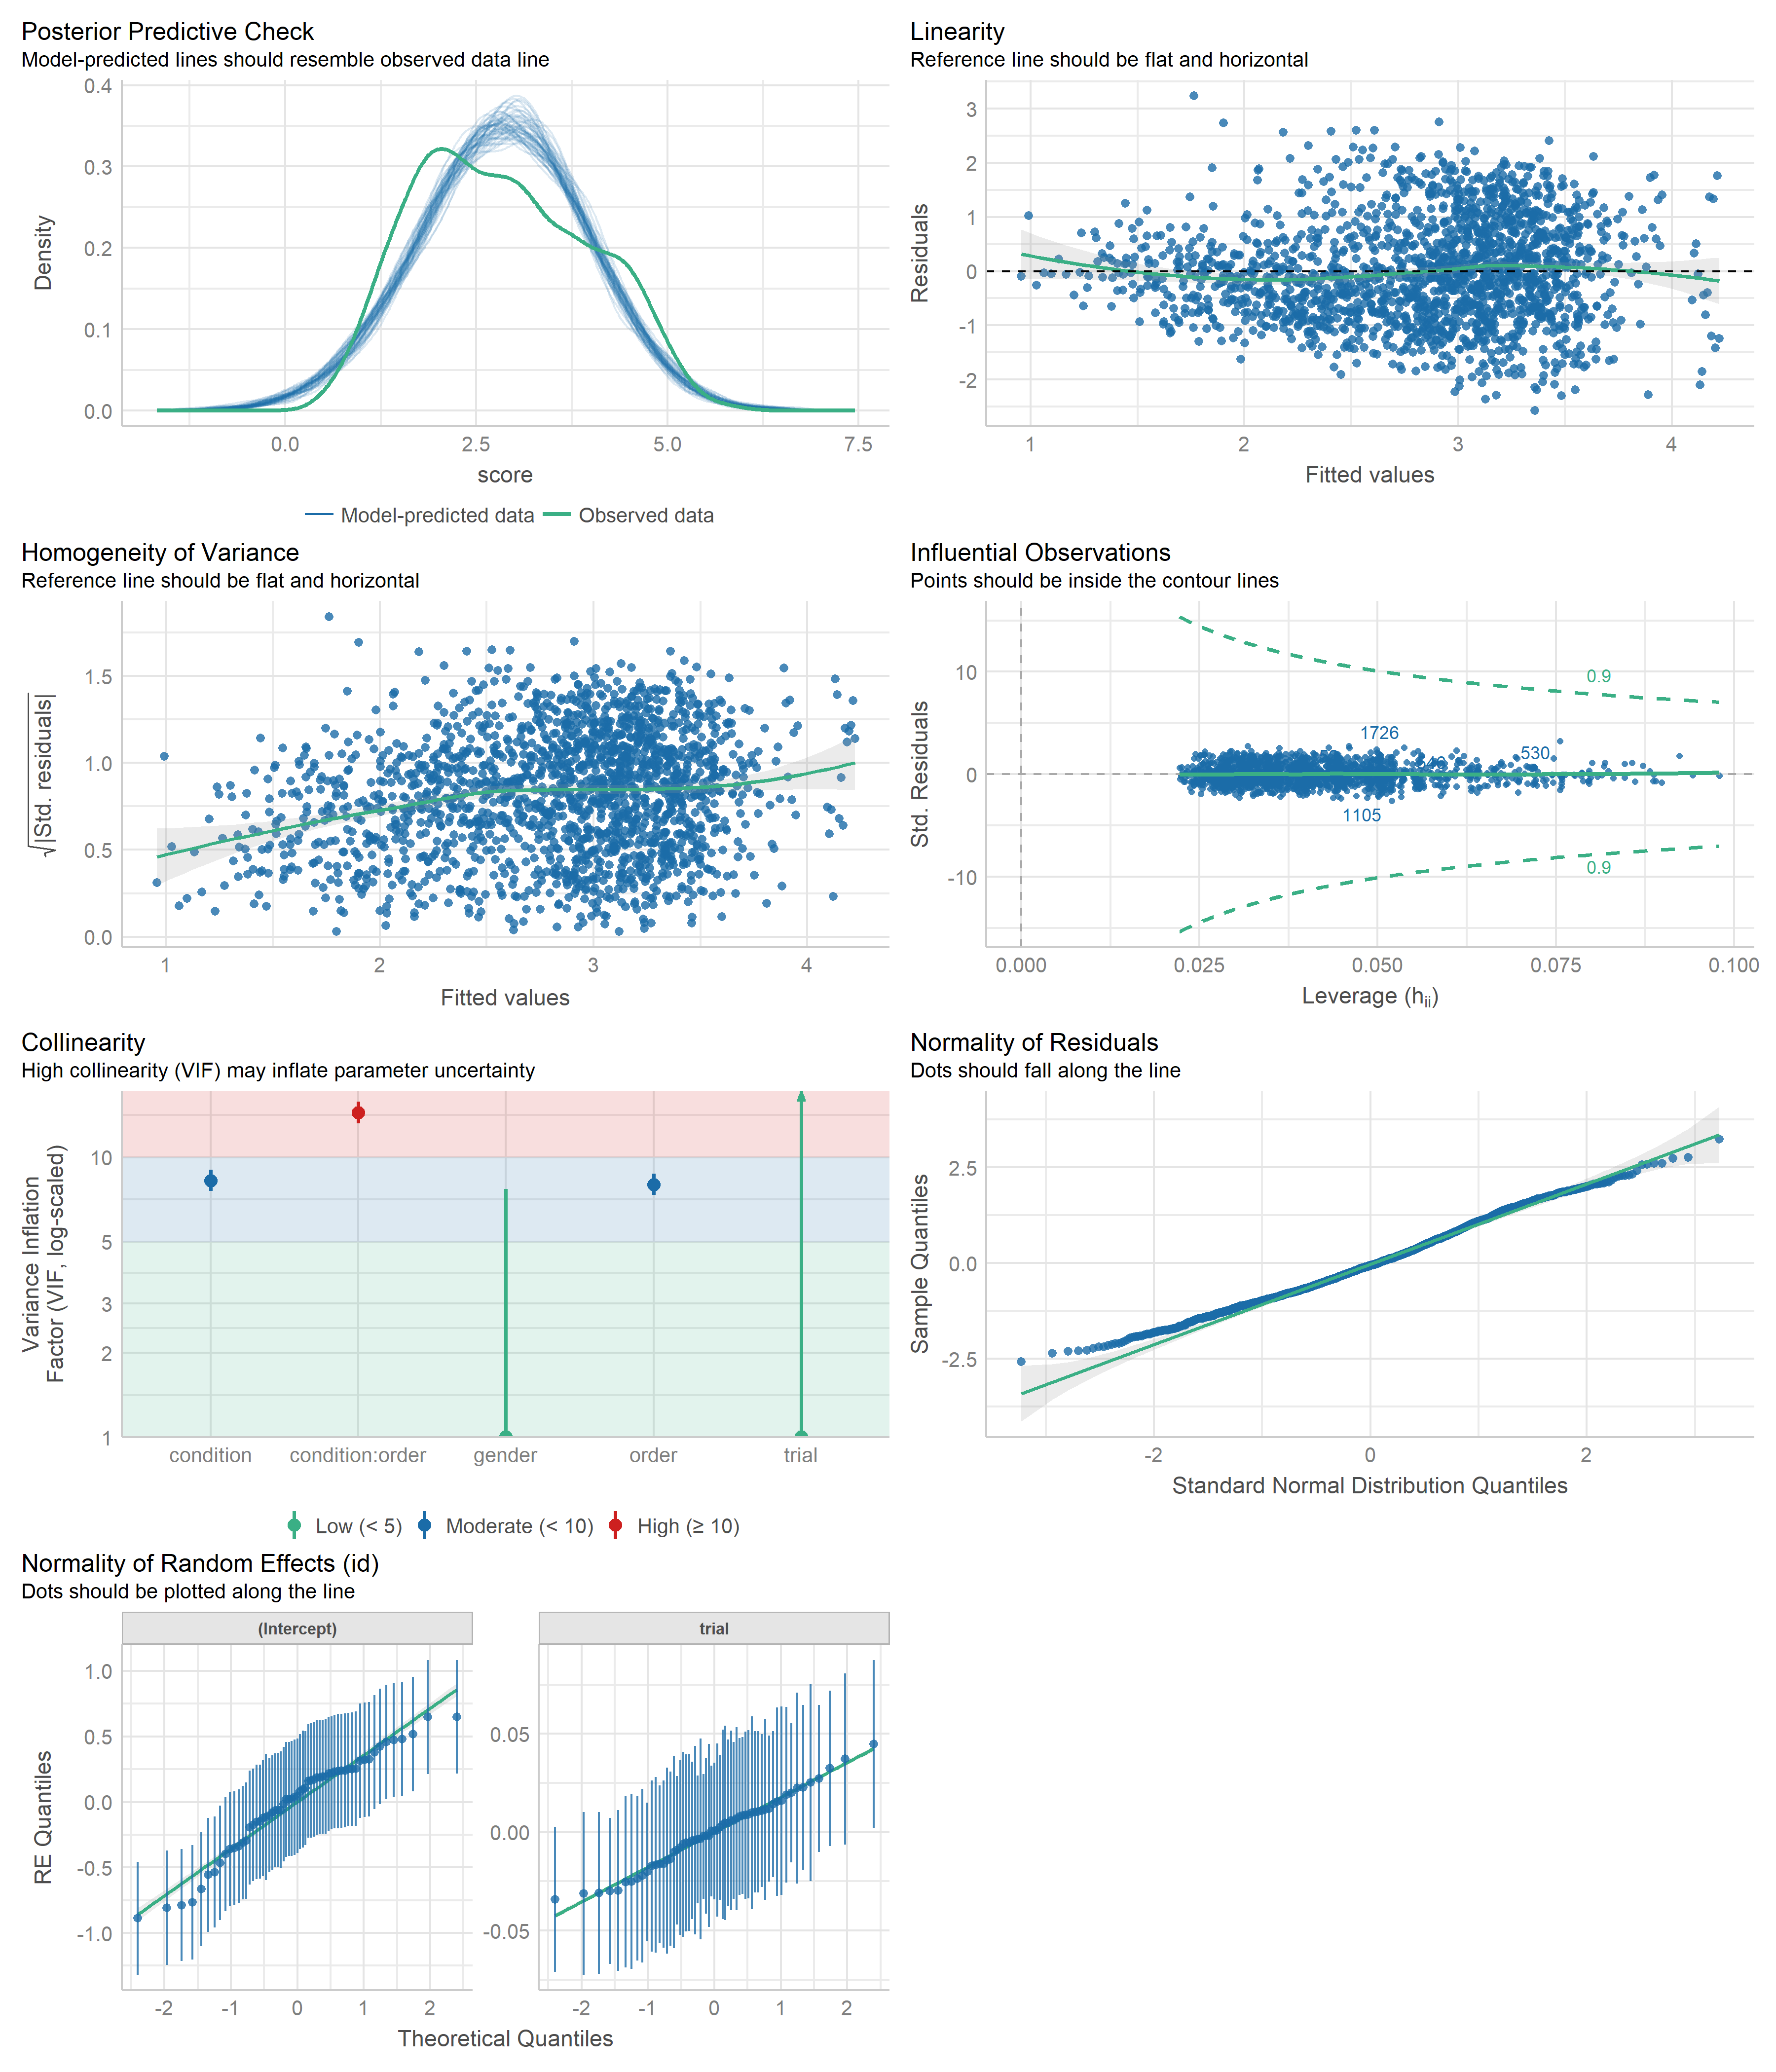 Posterior Predictive Check
Model-predicted lines should resemble observed data line
0.4
0.3
0.2
0.1
0.0
Density
0.0 2.5 5.0 7.5
score
Model-predicted data Observed data
Linearity
Reference line should be flat and horizontal
3
2
1
0
-1
-2
Residuals
1 2 3 4
Fitted values
Homogeneity of Variance
Reference line should be flat and horizontal
1.5
1.0
0.5
0.0
√|Std. residuals|
1 2 3 4
Fitted values
Influential Observations
Points should be inside the contour lines
10
0
-10
Std. Residuals
0.9
1726
530
1105
0.9
0.000 0.025 0.050 0.075 0.100
Leverage (hii)
Collinearity
High collinearity (VIF) may inflate parameter uncertainty
10
5
3
2
1
Variance Inflation
Factor (VIF, log-scaled)
condition condition:order gender order trial
Low (< 5) Moderate (< 10) High (≥ 10)
Normality of Residuals
Dots should fall along the line
2.5
0.0
-2.5
Sample Quantiles
-2 0 2
Standard Normal Distribution Quantiles
Normality of Random Effects (id)
Dots should be plotted along the line
(Intercept) trial
1.0
0.5
0.0
-0.5
-1.0
RE Quantiles
0.05
0.00
-0.05
-2 -1 0 1 2
-2 -1 0 1 2
Theoretical Quantiles